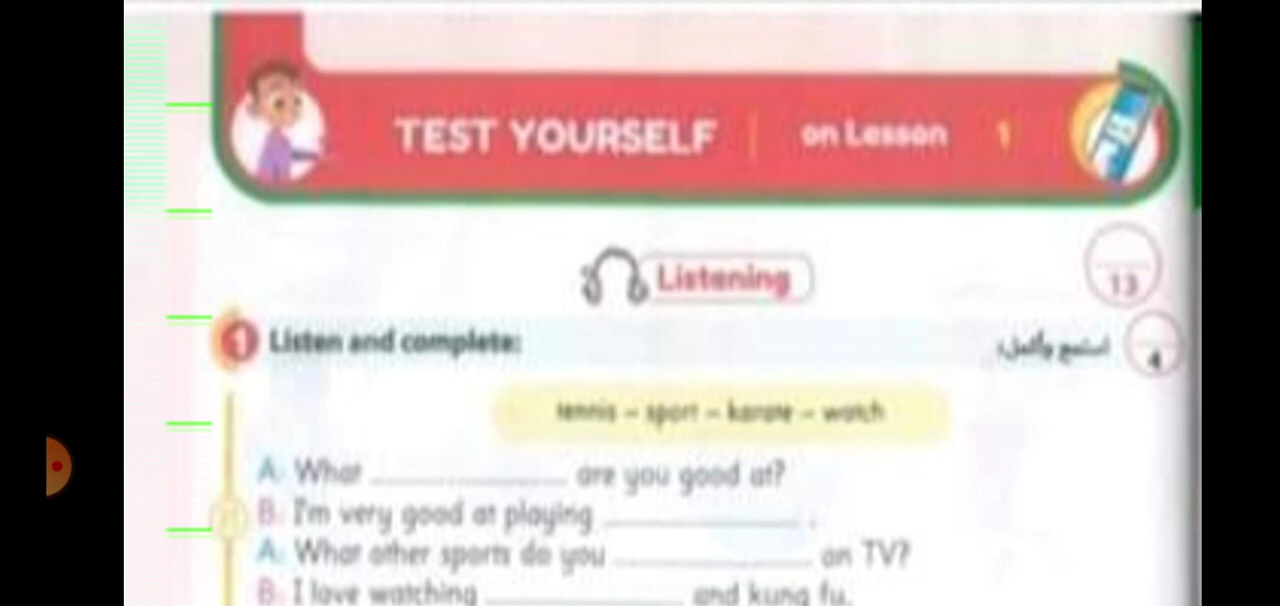 TEST YOURSELF | on Lesson 1
Listening
13
1 Listen and complete: استمع وأكمل: 4
tennis – sport – karate – watch
A: What ______ are you good at?
B: I'm very good at playing ______.
A: What other sports do you ______ on TV?
B: I love watching ______ and kung fu.